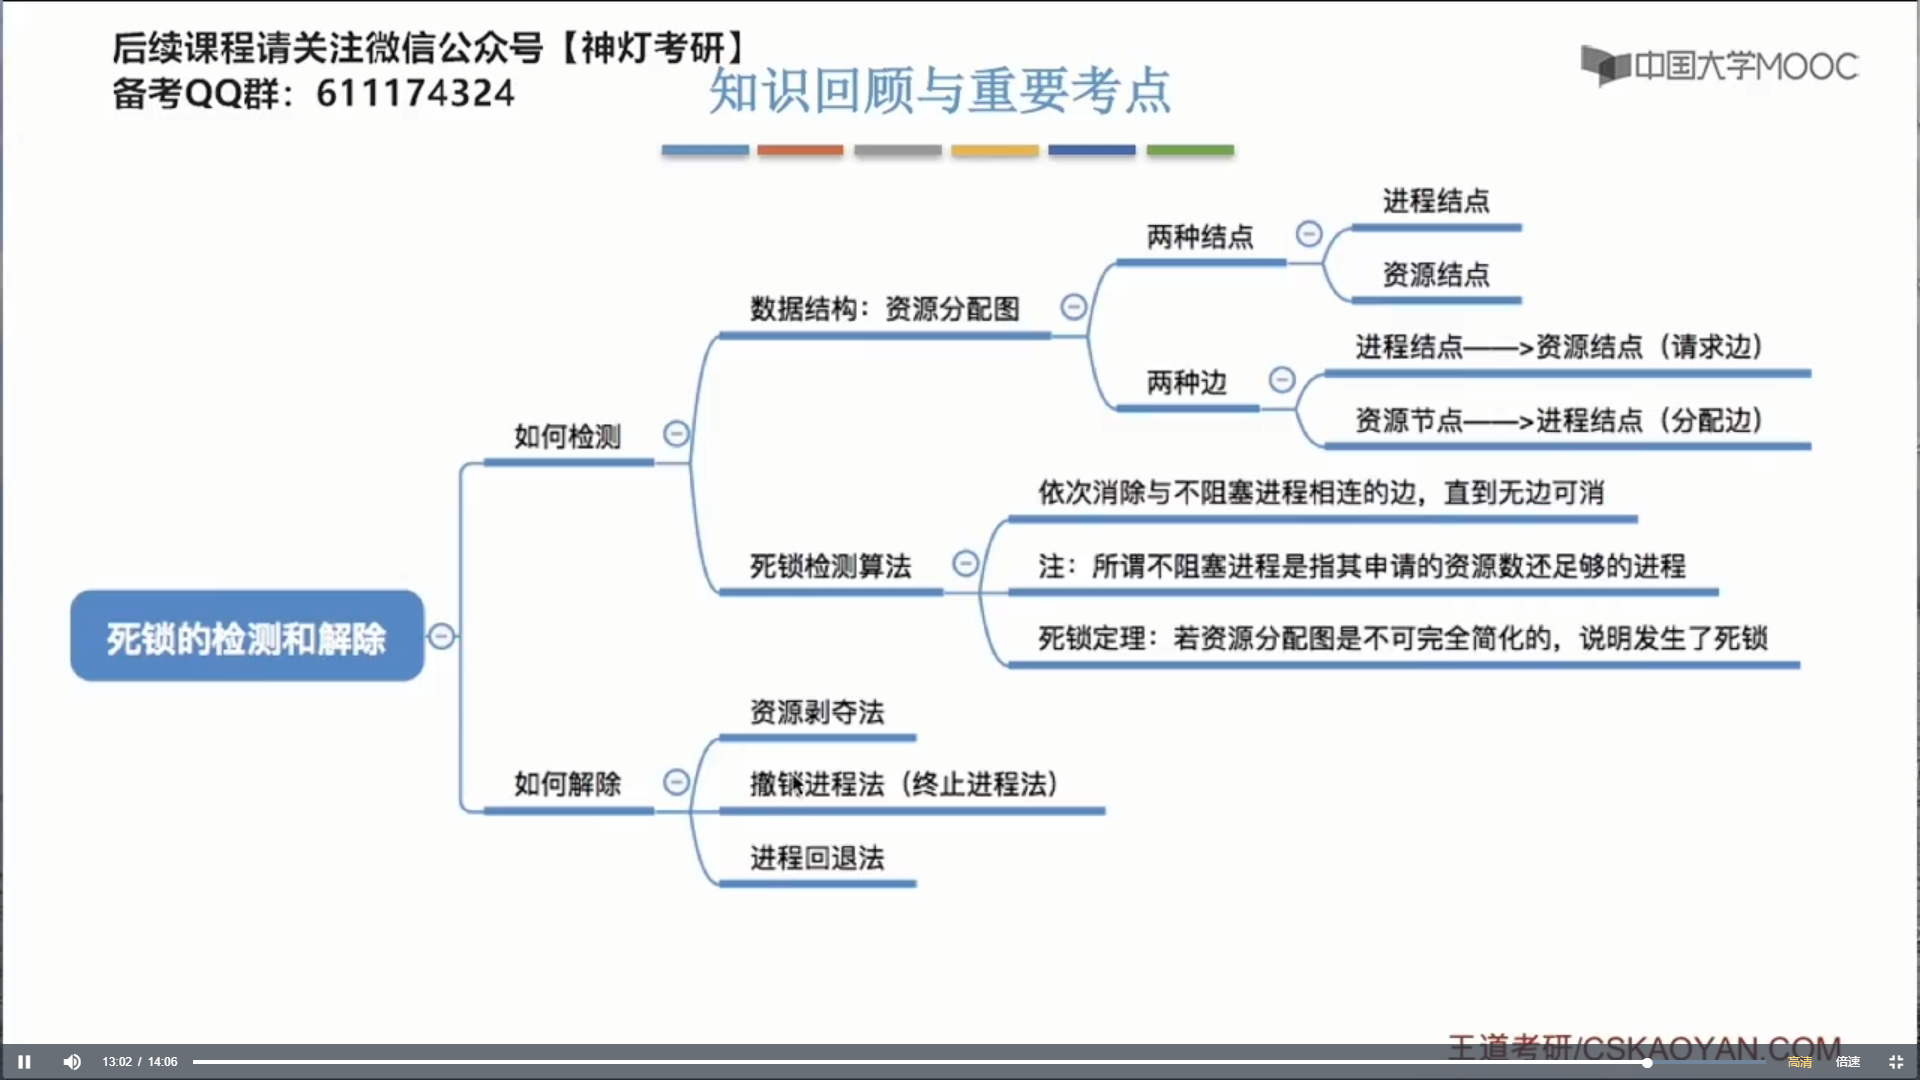 后续课程请关注微信公众号【神灯考研】
备考QQ群：611174324
中国大学MOOC
知识回顾与重要考点
进程结点
两种结点
资源结点
数据结构：资源分配图
进程结点——>资源结点（请求边）
两种边
资源节点——>进程结点（分配边）
如何检测
依次消除与不阻塞进程相连的边，直到无边可消
死锁检测算法
注：所谓不阻塞进程是指其申请的资源数还足够的进程
死锁定理：若资源分配图是不可完全简化的，说明发生了死锁
死锁的检测和解除
资源剥夺法
如何解除
撤销进程法（终止进程法）
进程回退法
王道考研/CSKAOYAN.COM
13:02 / 14:06
高清
倍速